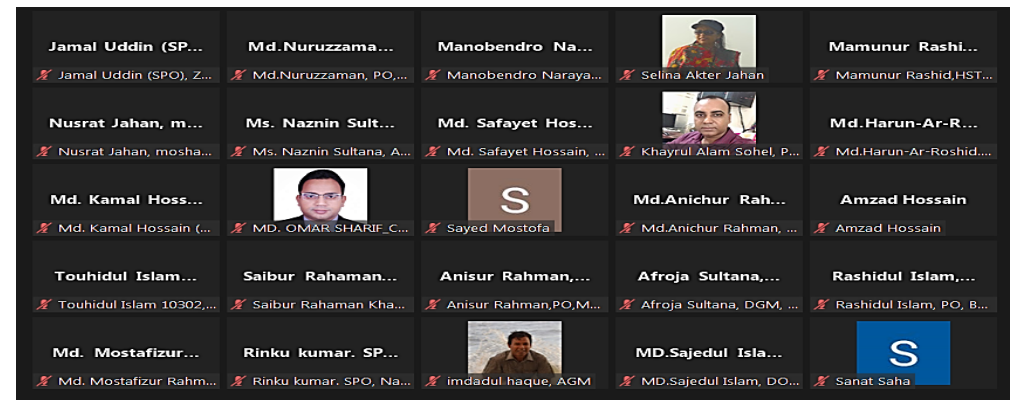 Jamal Uddin (SP...
Md.Nuruzzama...
Manobendro Na...
Mamunur Rashi...
Jamal Uddin (SPO), Z...
Md.Nuruzzaman, PO,...
Manobendro Naraya...
Selina Akter Jahan
Mamunur Rashid,HST...
Nusrat Jahan, m...
Ms. Naznin Sult...
Md. Safayet Hos...
Md.Harun-Ar-R...
Nusrat Jahan, mosha...
Ms. Naznin Sultana, A...
Md. Safayet Hossain, ...
Khayrul Alam Sohel, P...
Md.Harun-Ar-Roshid....
Md. Kamal Hoss...
S
Md.Anichur Rah...
Amzad Hossain
Md. Kamal Hossain (...
MD. OMAR SHARIF_C...
Sayed Mostofa
Md.Anichur Rahman, ...
Amzad Hossain
Touhidul Islam...
Saibur Rahaman...
Anisur Rahman,...
Afroja Sultana,...
Rashidul Islam,...
Touhidul Islam 10302,...
Saibur Rahaman Kha...
Anisur Rahman,PO,M...
Afroja Sultana, DGM, ...
Rashidul Islam, PO, B...
Md. Mostafizur...
Rinku kumar. SP...
MD.Sajedul Isla...
S
Md. Mostafizur Rahm...
Rinku kumar. SPO, Na...
imdadul haque, AGM
MD.Sajedul Islam, DO...
Sanat Saha